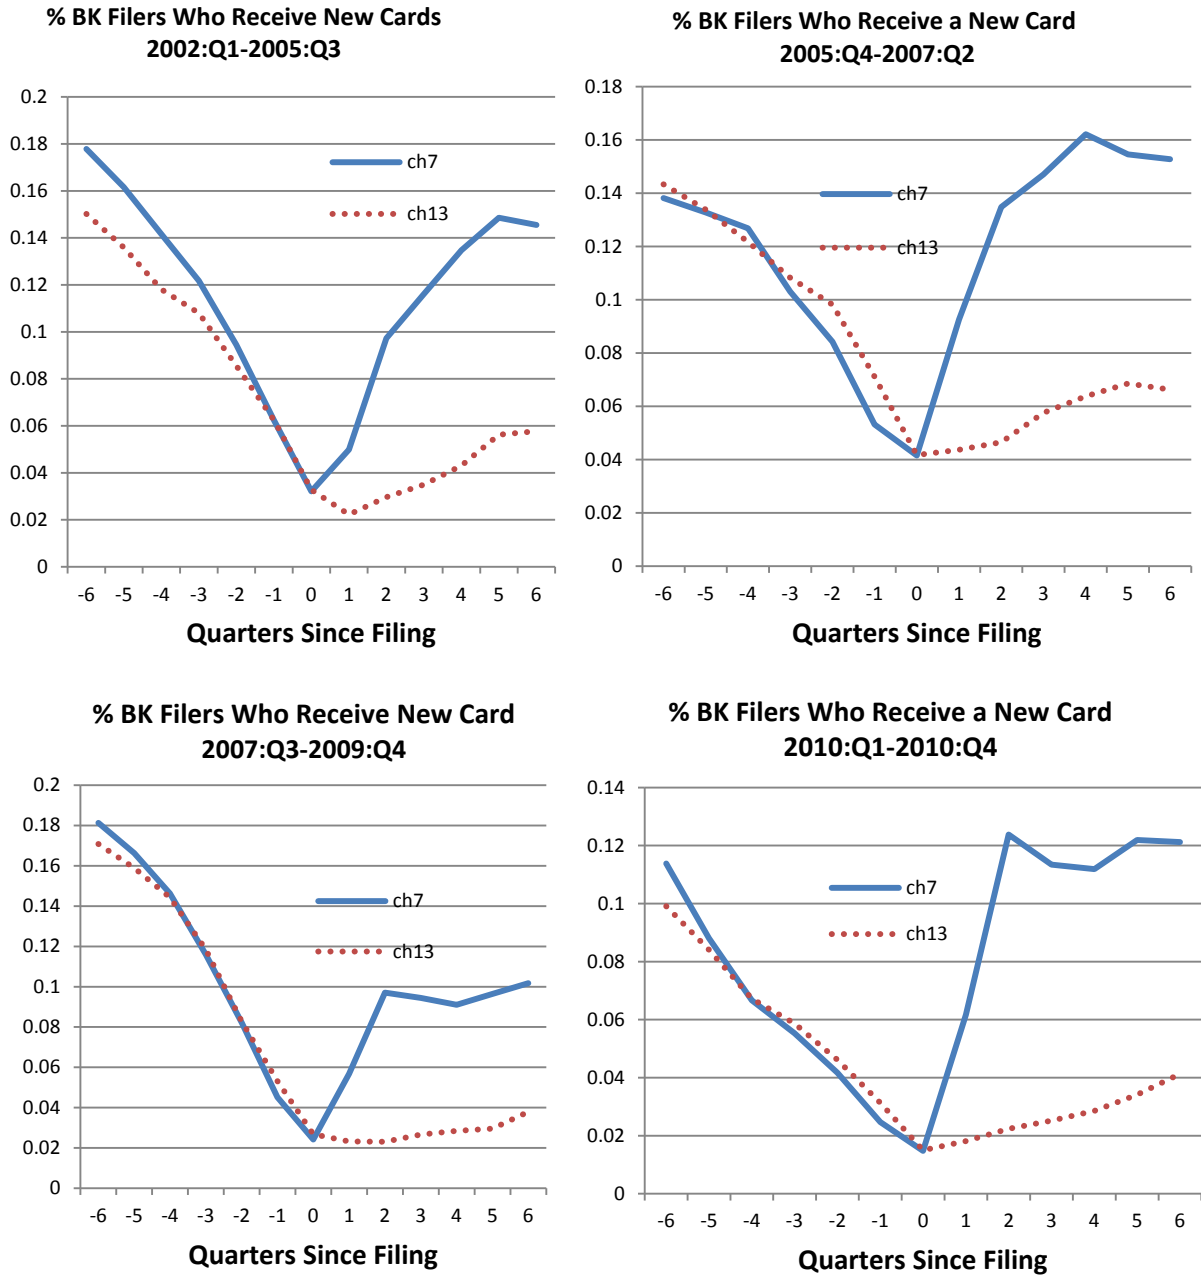 % BK Filers Who Receive New Cards
2002:Q1-2005:Q3
0.2
0.18
0.16
0.14
0.12
0.1
0.08
0.06
0.04
0.02
0
ch7
ch13
-6 -5 -4 -3 -2 -1 0 1 2 3 4 5 6
Quarters Since Filing
% BK Filers Who Receive a New Card
2005:Q4-2007:Q2
0.18
0.16
0.14
0.12
0.1
0.08
0.06
0.04
0.02
0
ch7
ch13
-6 -5 -4 -3 -2 -1 0 1 2 3 4 5 6
Quarters Since Filing
% BK Filers Who Receive New Card
2007:Q3-2009:Q4
0.2
0.18
0.16
0.14
0.12
0.1
0.08
0.06
0.04
0.02
0
ch7
ch13
-6 -5 -4 -3 -2 -1 0 1 2 3 4 5 6
Quarters Since Filing
% BK Filers Who Receive a New Card
2010:Q1-2010:Q4
0.14
0.12
0.1
0.08
0.06
0.04
0.02
0
ch7
ch13
-6 -5 -4 -3 -2 -1 0 1 2 3 4 5 6
Quarters Since Filing